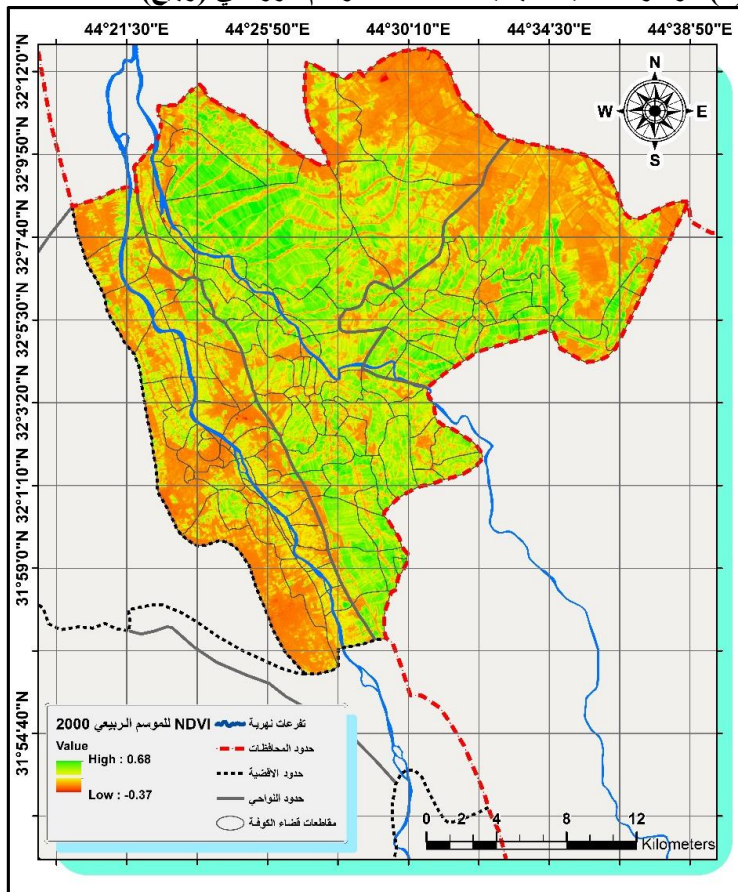 44°21'30"E 44°25'50"E 44°30'10"E 44°34'30"E 44°38'50"E
N
W E
S
32°12'0"N
32°9'50"N
32°7'40"N
32°5'30"N
32°3'20"N
32°1'10"N
31°59'0"N
31°54'40"N
NDVI للموسم الربيعي 2000
Value
High : 0.68
Low : -0.37
تفرعات نهرية
حدود المحافظات
حدود الاقضية
حدود النواحي
مقاطعات قضاء الكوفة
0 2 4 8 12
Kilometers